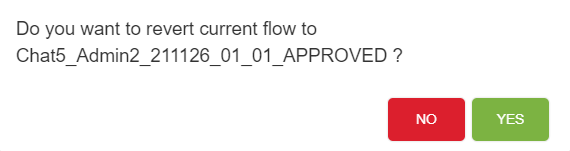 Do you want to revert current flow to
Chat5_Admin2_211126_01_01_APPROVED ?
NO YES